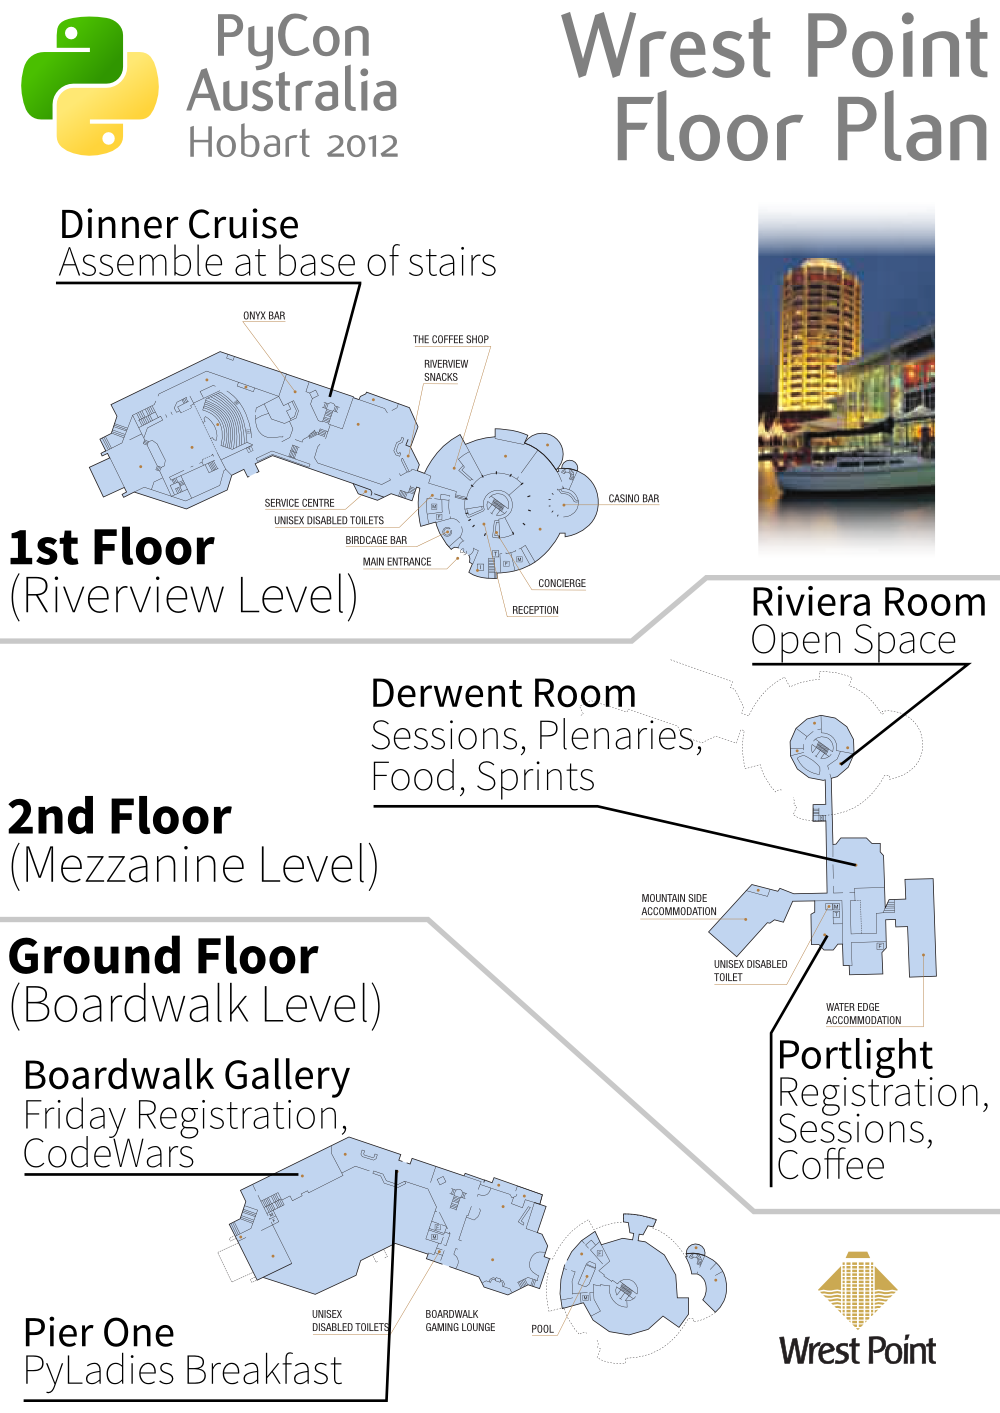 PyCon
Australia
Hobart 2012
Wrest Point
Floor Plan
Dinner Cruise
Assemble at base of stairs
ONYX BAR
THE COFFEE SHOP
RIVERVIEW
SNACKS
SERVICE CENTRE
UNISEX DISABLED TOILETS
BIRDCAGE BAR
MAIN ENTRANCE
CASINO BAR
CONCIERGE
RECEPTION
1st Floor
(Riverview Level)
Riviera Room
Open Space
Derwent Room
Sessions, Plenaries,
Food, Sprints
2nd Floor
(Mezzanine Level)
MOUNTAIN SIDE
ACCOMMODATION
UNISEX DISABLED
TOILET
WATER EDGE
ACCOMMODATION
Portlight
Registration,
Sessions,
Coffee
Ground Floor
(Boardwalk Level)
Boardwalk Gallery
Friday Registration,
CodeWars
UNISEX
DISABLED TOILETS
BOARDWALK
GAMING LOUNGE
POOL
Pier One
PyLadies Breakfast
Wrest Point